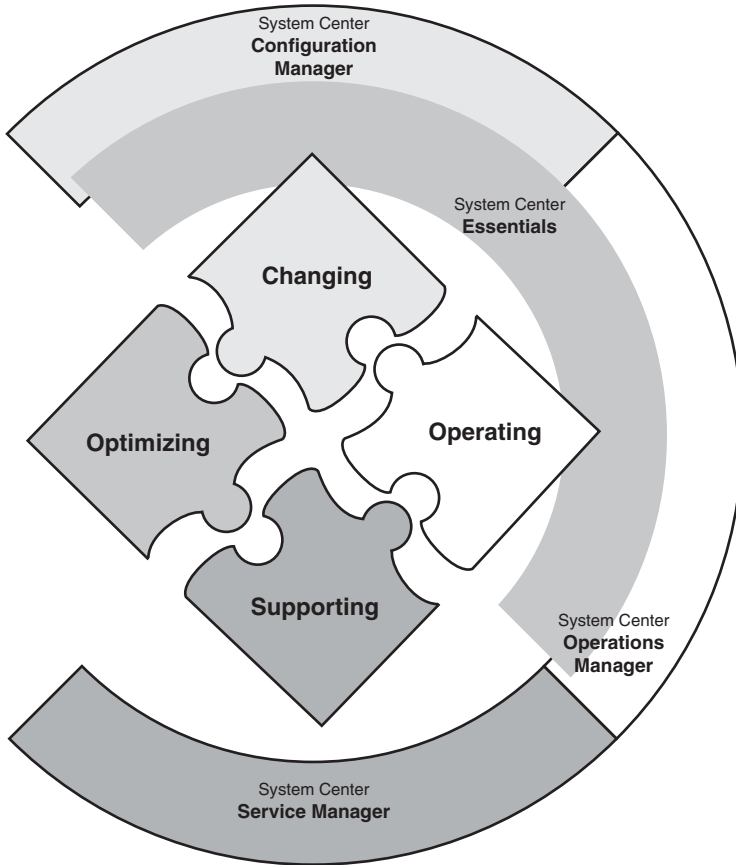 System Center
Configuration
Manager
System Center
Essentials
Changing
Optimizing
Operating
Supporting
System Center
Operations
Manager
System Center
Service Manager